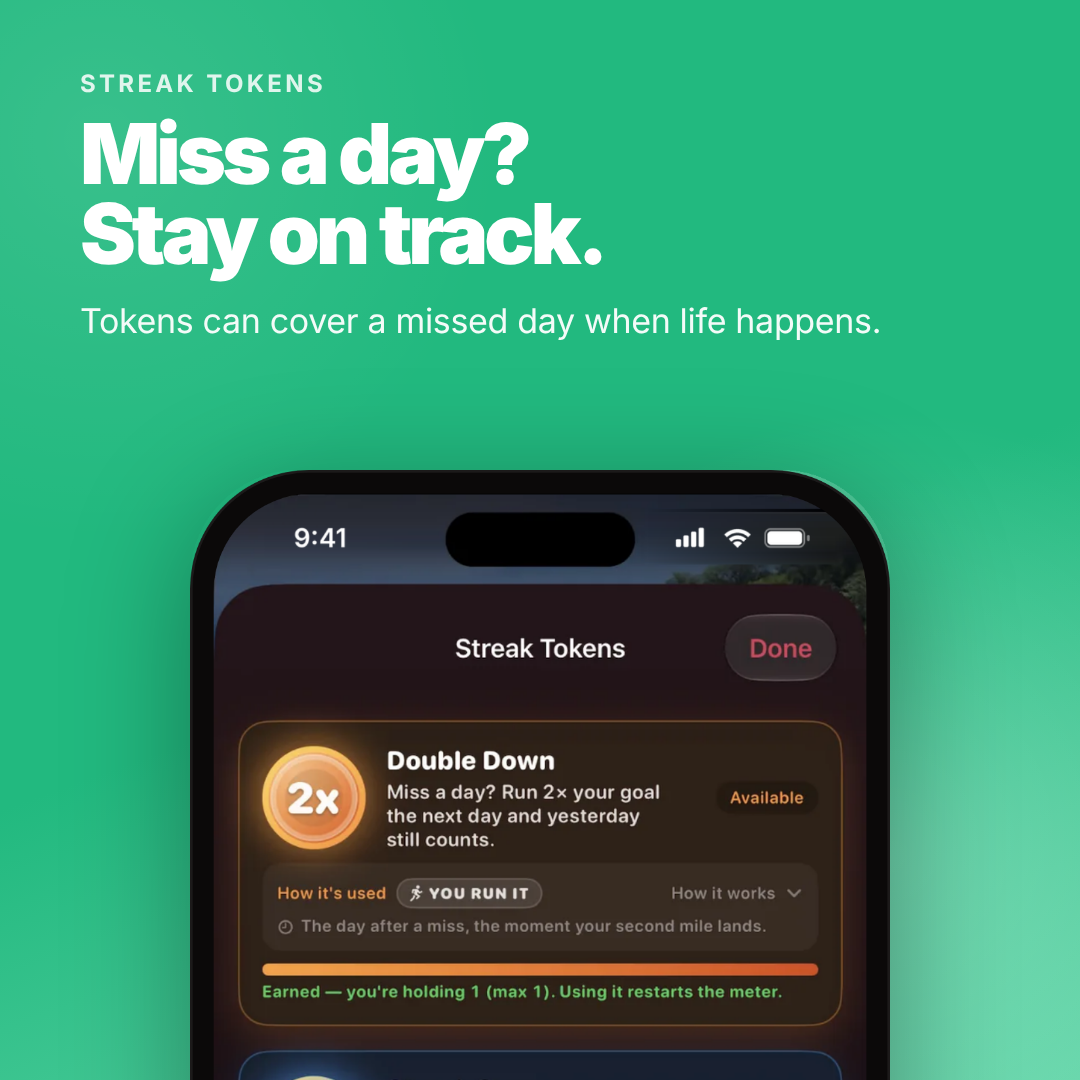 STREAK TOKENS
Miss a day?
Stay on track.
Tokens can cover a missed day when life happens.
9:41
Streak Tokens
Done
2x
Double Down
Miss a day? Run 2× your goal
the next day and yesterday
still counts.
Available
How it's used
YOU RUN IT
How it works
The day after a miss, the moment your second mile lands.
Earned — you're holding 1 (max 1). Using it restarts the meter.